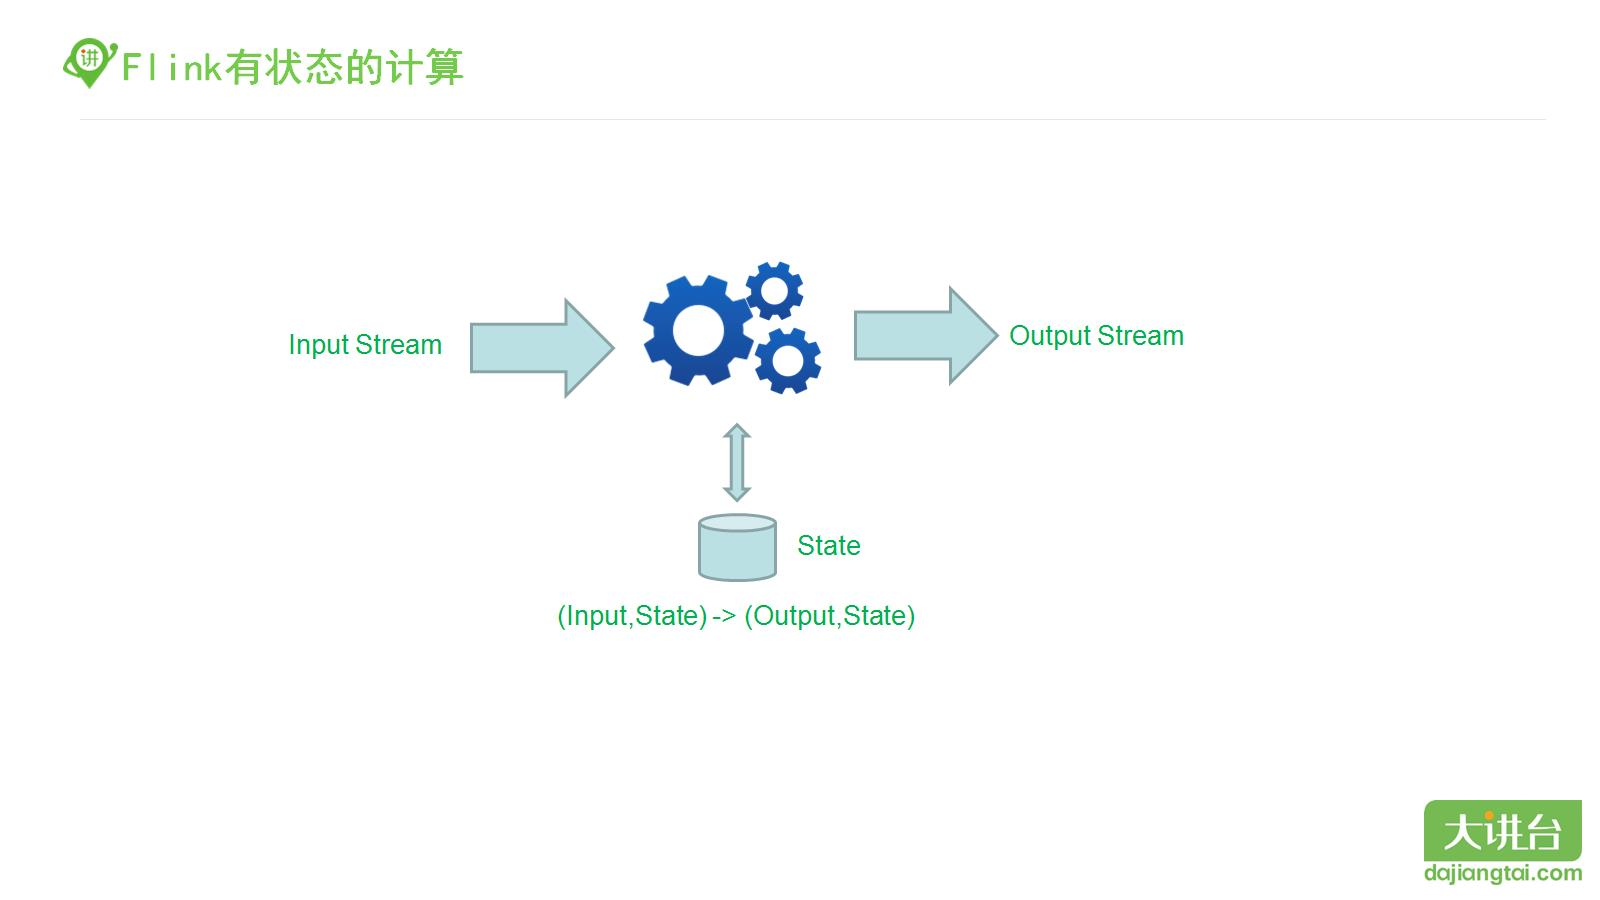 讲
Flink有状态的计算
Input Stream
Output Stream
State
(Input,State) -> (Output,State)
大讲台
dajiangtai.com